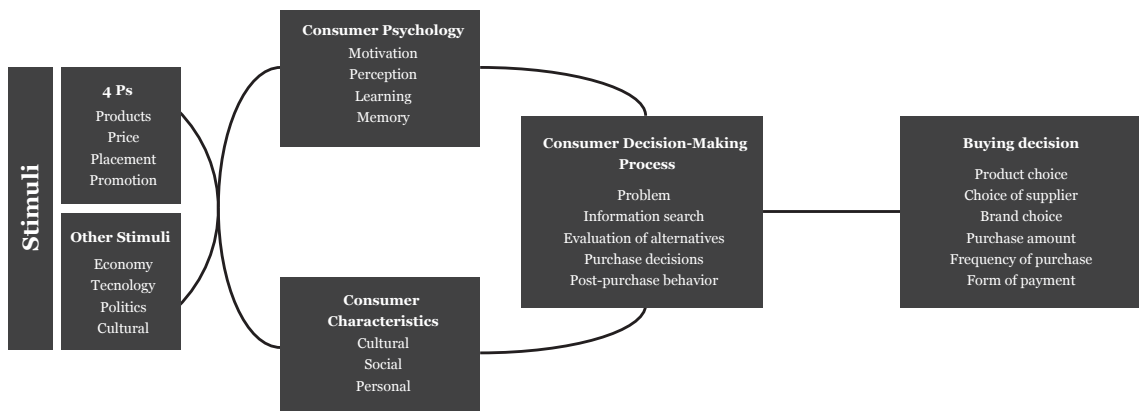 Stimuli
4 Ps
Products
Price
Placement
Promotion
Other Stimuli
Economy
Tecnology
Politics
Cultural
Consumer Psychology
Motivation
Perception
Learning
Memory
Consumer
Characteristics
Cultural
Social
Personal
Consumer Decision-Making
Process
Problem
Information search
Evaluation of alternatives
Purchase decisions
Post-purchase behavior
Buying decision
Product choice
Choice of supplier
Brand choice
Purchase amount
Frequency of purchase
Form of payment